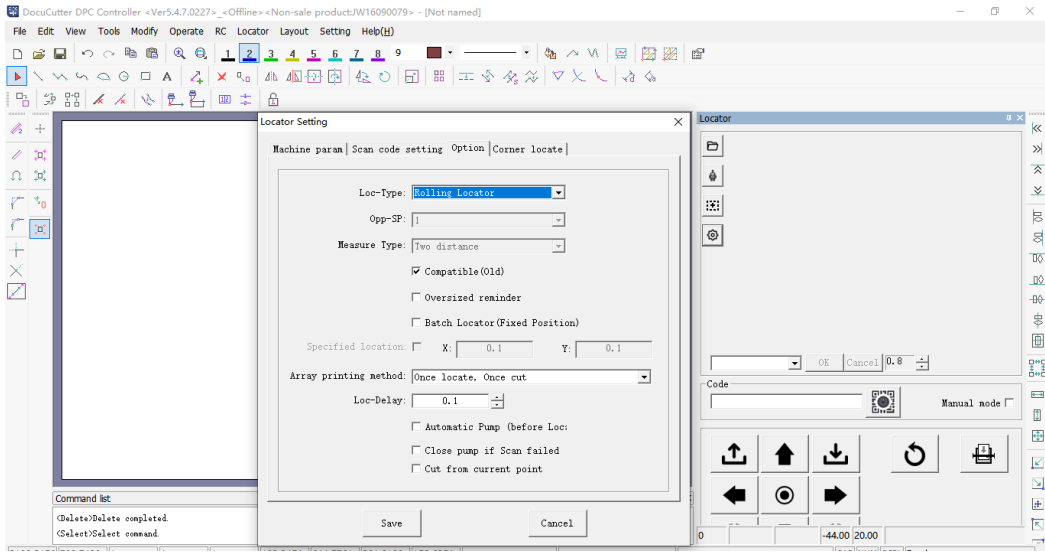 DocuCutter DPC Controller <Ver5.4.7.0227>_<Offline><Non-sale product:JW16090079> - [Not named]
File Edit View Tools Modify Operate RC Locator Layout Setting Help(H)
1 2 3 4 5 6 7 8 9
Locator Setting
Locator
Machine param Scan code setting Option Corner locate
Loc-Type: Rolling Locator
Opp-SP: 1
Measure Type: Two distance
Compatible(Old)
Oversized reminder
Batch Locator(Fixed Position)
Specified location: X: 0.1 Y: 0.1
OK Cancel 0.8
Array printing method: Once locate, Once cut
Code
Loc-Delay: 0.1
Manual mode
Automatic Pump (before Loc
Close pump if Scan failed
Cut from current point
Command list
<Delete>Delete completed.
<Select>Select command.
Save Cancel
0 -44.00 20.00